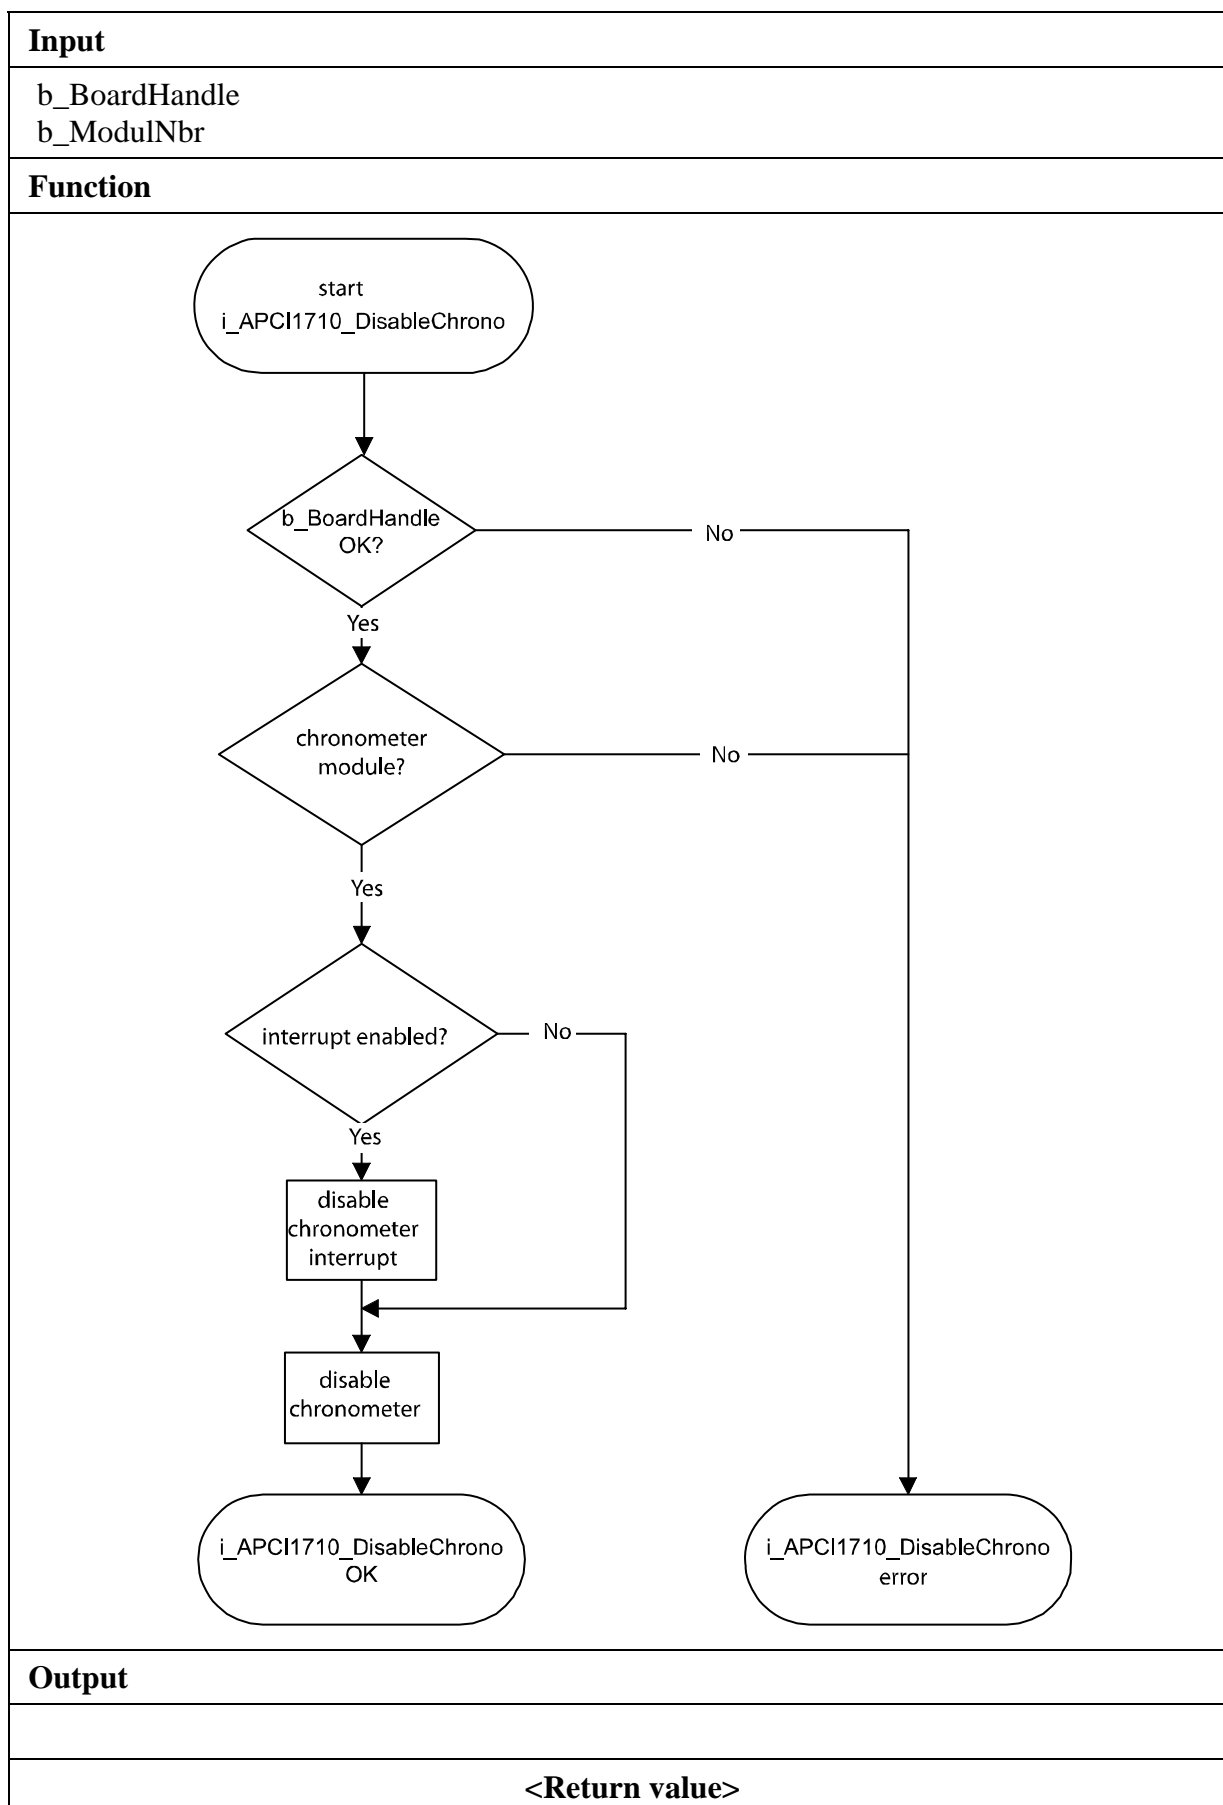 Input
b_BoardHandle
b_ModulNbr
Function
start
i_APCI1710_DisableChrono
b_BoardHandle
OK?
No
Yes
chronometer
module?
No
Yes
interrupt enabled?
No
Yes
disable
chronometer
interrupt
disable
chronometer
i_APCI1710_DisableChrono
OK
i_APCI1710_DisableChrono
error
Output
<Return value>